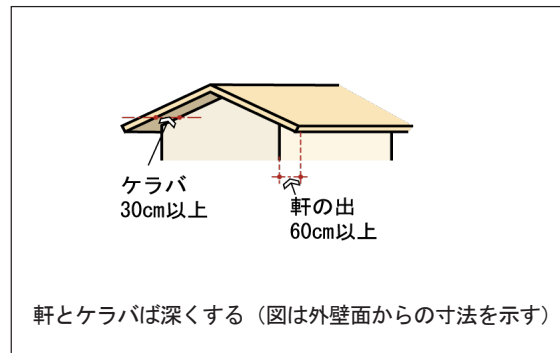 ケラバ
30cm以上
軒の出
60cm以上
軒とケラバば深くする（図は外壁面からの寸法を示す）